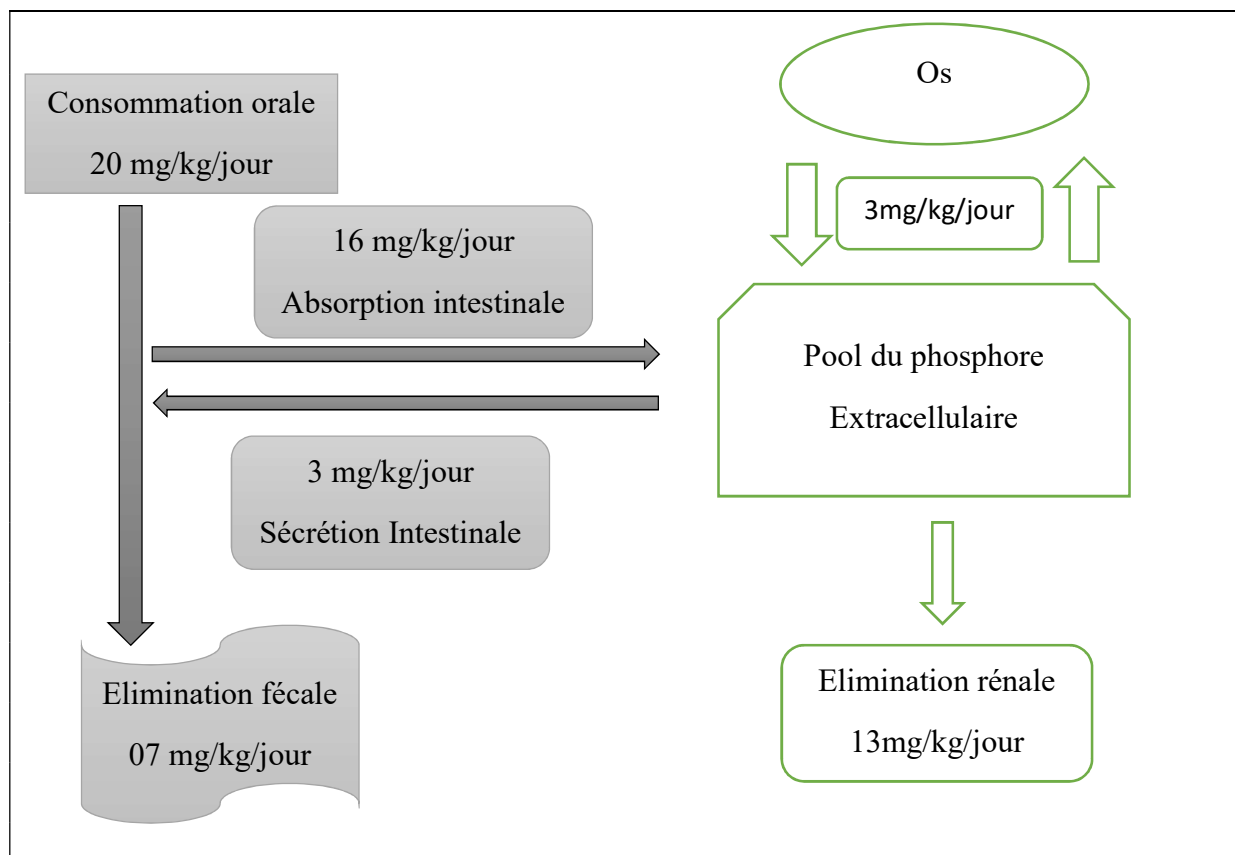 Consommation orale
20 mg/kg/jour
16 mg/kg/jour
Absorption intestinale
3 mg/kg/jour
Sécrétion Intestinale
Elimination fécale
07 mg/kg/jour
Os
3mg/kg/jour
Pool du phosphore
Extracellulaire
Elimination rénale
13mg/kg/jour